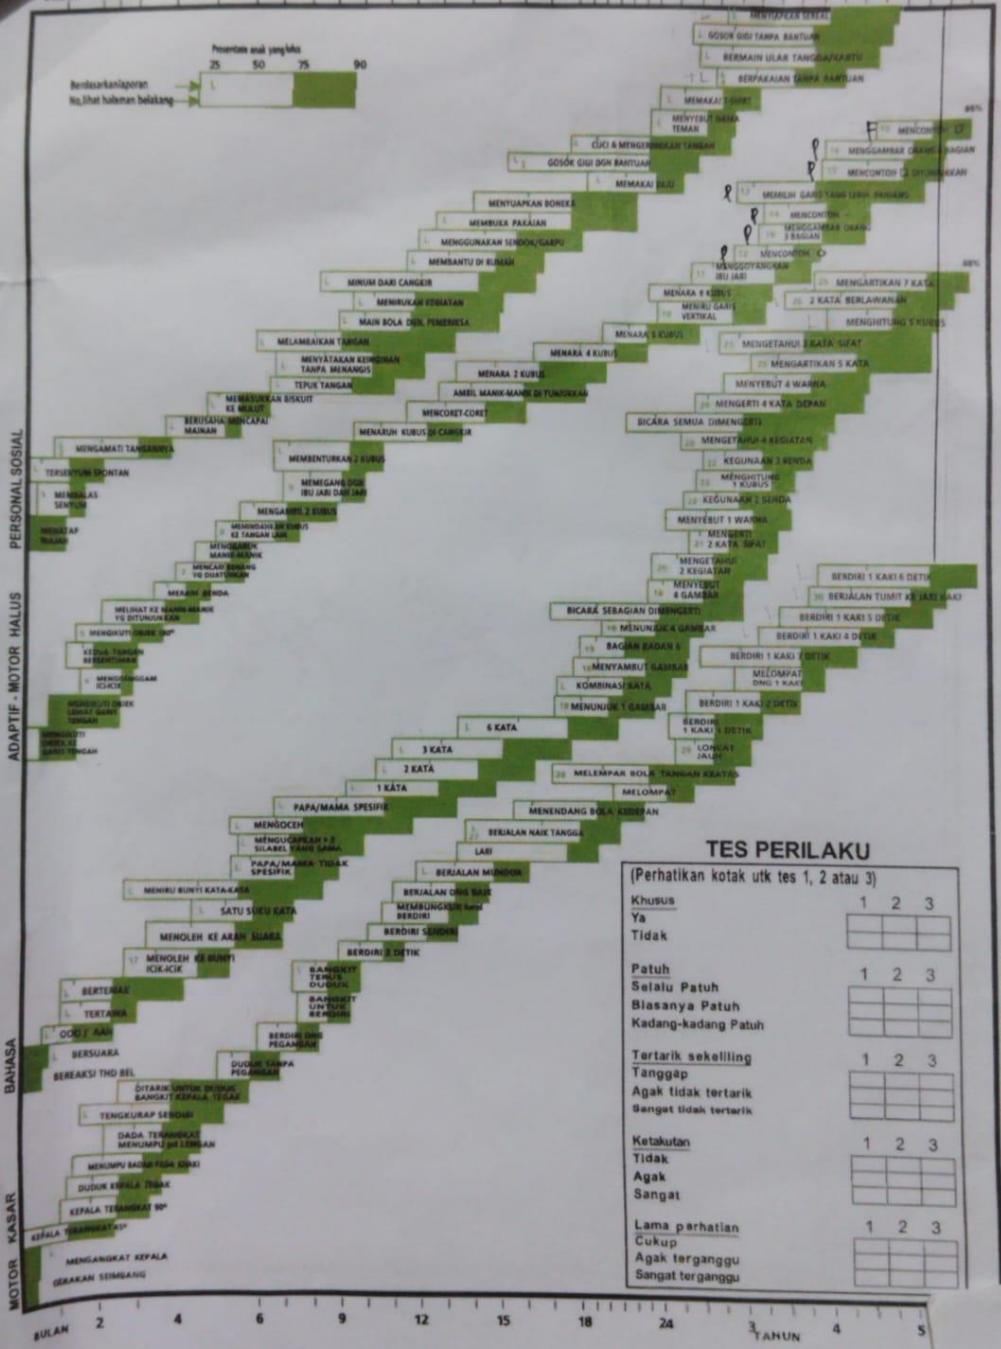 Presentase anak yang lulus
25 50 75 90
Berdasarkan laporan
No, lihat halaman belakang
L
PERSONAL SOSIAL
MENYIAPKAN SEREAL
GOSOK GIGI TANPA BANTUAN
BERMAIN ULAR TANGGA/KARTU
BERPAKAIAN TANPA BANTUAN
MEMAKAI T-SHIRT
MENYEBUT NAMA
TEMAN
CUCI & MENGERINGKAN TANGAN
GOSOK GIGI DGN BANTUAN
MEMAKAI BAJU
MENYUAPKAN BONEKA
MEMBUKA PAKAIAN
MENGGUNAKAN SENDOK/GARPU
MEMBANTU DI RUMAH
MINUM DARI CANGKIR
MENIRUKAN KEGIATAN
MAIN BOLA DGN. PEMERIKSA
MELAMBAIKAN TANGAN
MENYATAKAN KEINGINAN
TANPA MENANGIS
TEPUK TANGAN
MEMASUKKAN BISKUIT
KE MULUT
BERUSAHA MENCAPAI
MAINAN
MENGAMATI TANGANNYA
TERSENYUM SPONTAN
MEMBALAS
SENYUM
MENATAP
MUKA
ADAPTIF - MOTOR HALUS
86%
F MENCONTOH □
P MENGGAMBAR ORANG 6 BAGIAN
P MENCONTOH □ DITUNJUKKAN
P MEMILIH GARIS YANG LEBIH PANJANG
P MENCONTOH
P MENGGAMBAR ORANG
3 BAGIAN
P MENCONTOH O
MENGGOYANGKAN
IBU JARI
MENARA 8 KUBUS
MENIRU GARIS
VERTIKAL
MENARA 6 KUBUS
MENARA 4 KUBUS
MENARA 2 KUBUS
AMBIL MANIK-MANIK DI TUNJUKKAN
MENCORET-CORET
MENARUH KUBUS DI CANGKIR
MEMBENTURKAN 2 KUBUS
MEMEGANG DGN
IBU JARI DAN JARI
MENGAMBIL 2 KUBUS
MEMINDAHKAN KUBUS
KE TANGAN LAIN
MENGGARUK
MANIK-MANIK
MENCARI BENANG
YG DIJATUHKAN
MERAIH BENDA
MELIHAT KE MANIK-MANIK
YG DITUNJUKKAN
MENGIKUTI OBJEK 180°
KEDUA TANGAN
BERSENTUHAN
MENGGENGGAM
ICIK-ICIK
MENGIKUTI OBJEK
LEWAT GARIS
TENGAH
MENGIKUTI
OBJEK KE
GARIS TENGAH
BAHASA
88%
MENGARTIKAN 7 KATA
2 KATA BERLAWANAN
MENGHITUNG 5 KUBUS
MENGETAHUI 3 KATA SIFAT
MENGARTIKAN 5 KATA
MENYEBUT 4 WARNA
MENGERTI 4 KATA DEPAN
BICARA SEMUA DIMENGERTI
MENGETAHUI 4 KEGIATAN
KEGUNAAN 3 BENDA
MENGHITUNG
1 KUBUS
KEGUNAAN 2 BENDA
MENYEBUT 1 WARNA
MENGERTI
2 KATA SIFAT
MENGETAHUI
2 KEGIATAN
MENYEBUT
4 GAMBAR
BICARA SEBAGIAN DIMENGERTI
MENUNJUK 4 GAMBAR
BAGIAN BADAN 6
MENYAMBUT GAMBAR
KOMBINASI KATA
MENUNJUK 1 GAMBAR
6 KATA
3 KATA
2 KATA
1 KATA
PAPA/MAMA SPESIFIK
MENGOCEH
MENGUCAPKAN
SILABEL YANG SAMA
PAPA/MAMA TIDAK
SPESIFIK
MENIRU BUNYI KATA-KATA
SATU SUKU KATA
MENOLEH KE ARAH SUARA
17 MENOLEH KE BUNYI
ICIK-ICIK
BERTERIAK
TERTAWA
OOO / AAH
BERSUARA
BEREAKSI THD BEL
MOTOR KASAR
BERDIRI 1 KAKI 6 DETIK
30 BERJALAN TUMIT KE JARI KAKI
BERDIRI 1 KAKI 5 DETIK
BERDIRI 1 KAKI 4 DETIK
BERDIRI 1 KAKI 3 DETIK
MELOMPAT
DNG 1 KAKI
BERDIRI 1 KAKI 2 DETIK
BERDIRI
1 KAKI 1 DETIK
29 LONCAT
JAUH
28 MELEMPAR BOLA TANGAN KEATAS
MELOMPAT
MENENDANG BOLA KEDEPAN
BERJALAN NAIK TANGGA
LARI
BERJALAN MUNDUR
BERJALAN DNG BAIK
MEMBUNGKUK
BERDIRI
BERDIRI SENDIRI
BERDIRI 2 DETIK
BANGKIT
TERUS
DUDUK
BANGKIT
UNTUK
BERDIRI
BERDIRI DNG
PEGANGAN
DUDUK TANPA
PEGANGAN
DITARIK UNTUK DUDUK
BANGKIT KEPALA TEGAK
TENGKURAP SENDIRI
DADA TERANGKAT
MENUMPU pd LENGAN
MENUMPU BADAN PADA KAKI
DUDUK KEPALA TEGAK
KEPALA TERANGKAT 90°
KEPALA TERANGKAT 45°
MENGANGKAT KEPALA
GERAKAN SEIMBANG
TES PERILAKU
(Perhatikan kotak utk tes 1, 2 atau 3)
Khusus 1 2 3
Ya
Tidak
Patuh 1 2 3
Selalu Patuh
Biasanya Patuh
Kadang-kadang Patuh
Tertarik sekeliling 1 2 3
Tanggap
Agak tidak tertarik
Sangat tidak tertarik
Ketakutan 1 2 3
Tidak
Agak
Sangat
Lama perhatian 1 2 3
Cukup
Agak terganggu
Sangat terganggu
BULAN 2 4 6 9 12 15 18 24 3 TAHUN 4 5